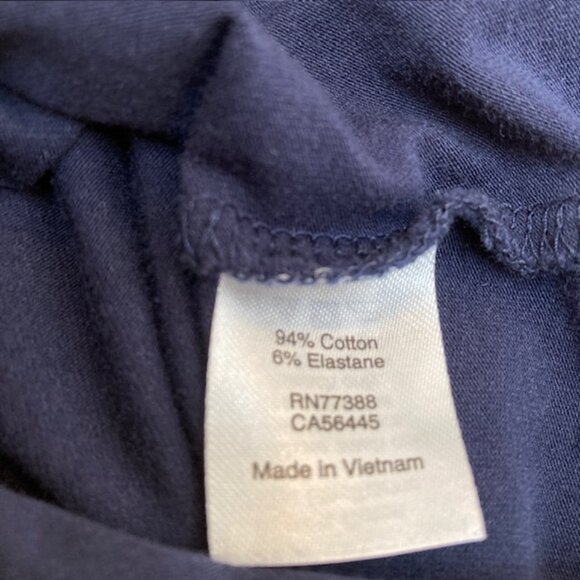 94% Cotton
6% Elastane
RN77388
CA56445
Made in Vietnam